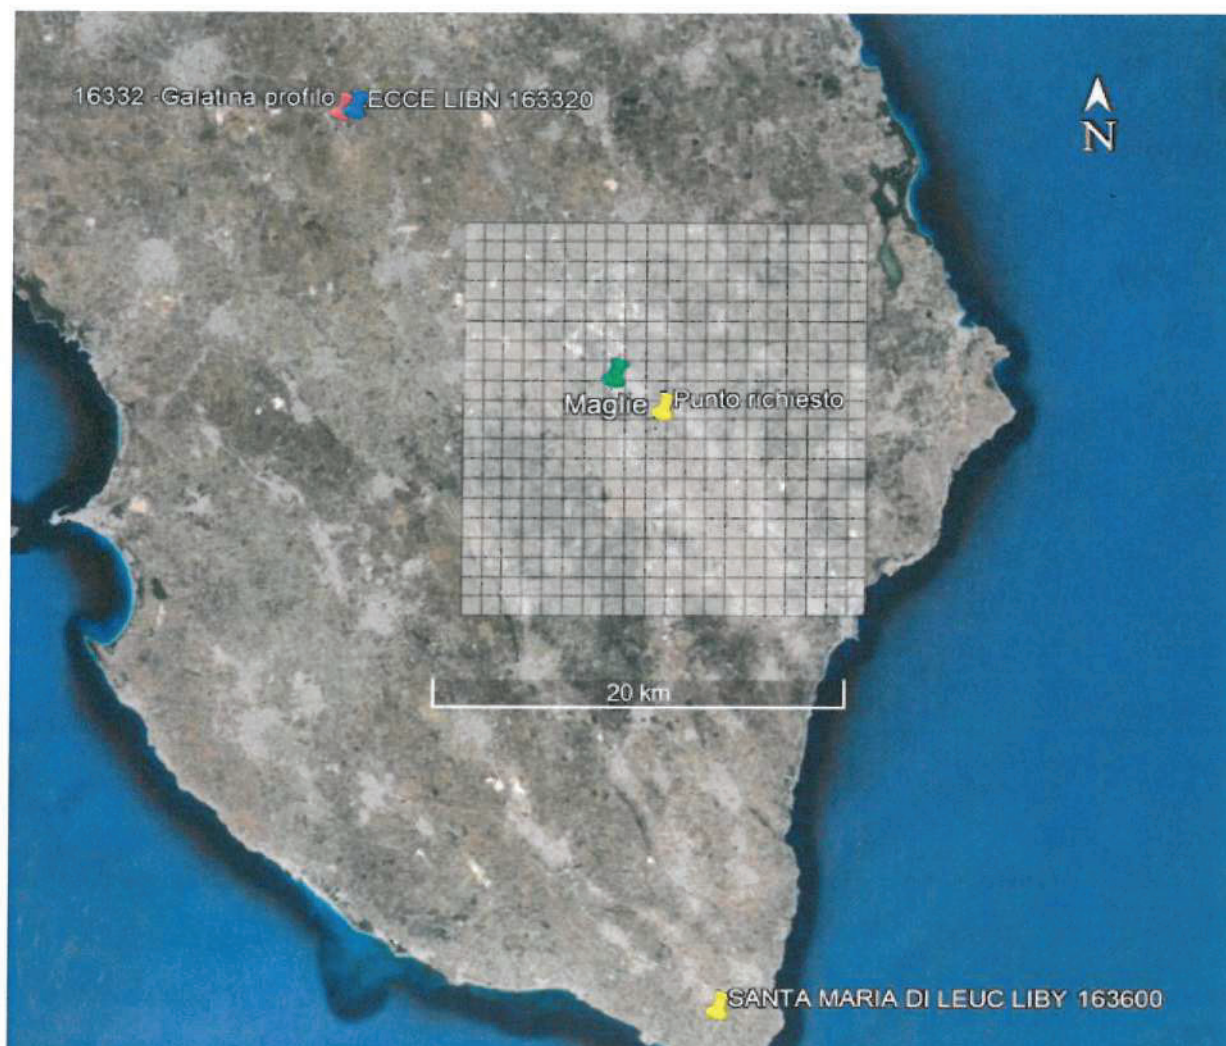 16332 -Galatina profilo
ECCE LIBN 163320
N
Maglie
Punto richiesto
20 km
SANTA MARIA DI LEUC LIBY 163600